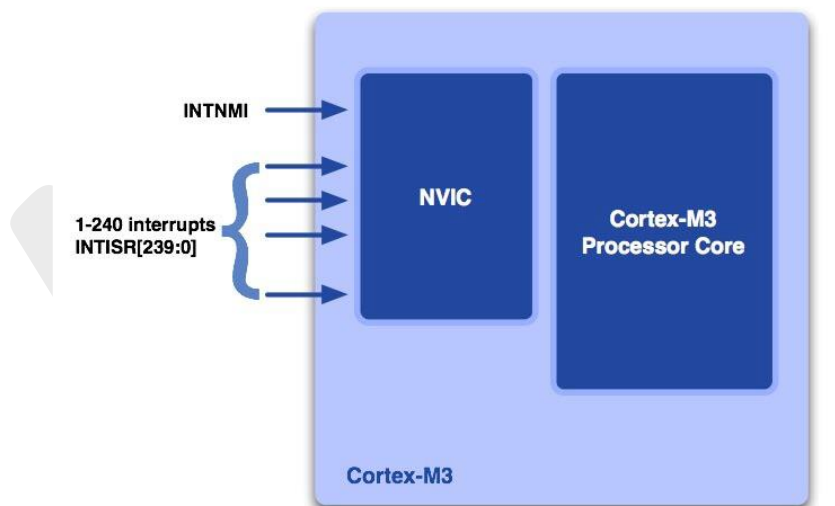 INTNMI
1-240 interrupts
INTISR[239:0]
NVIC
Cortex-M3
Processor Core
Cortex-M3